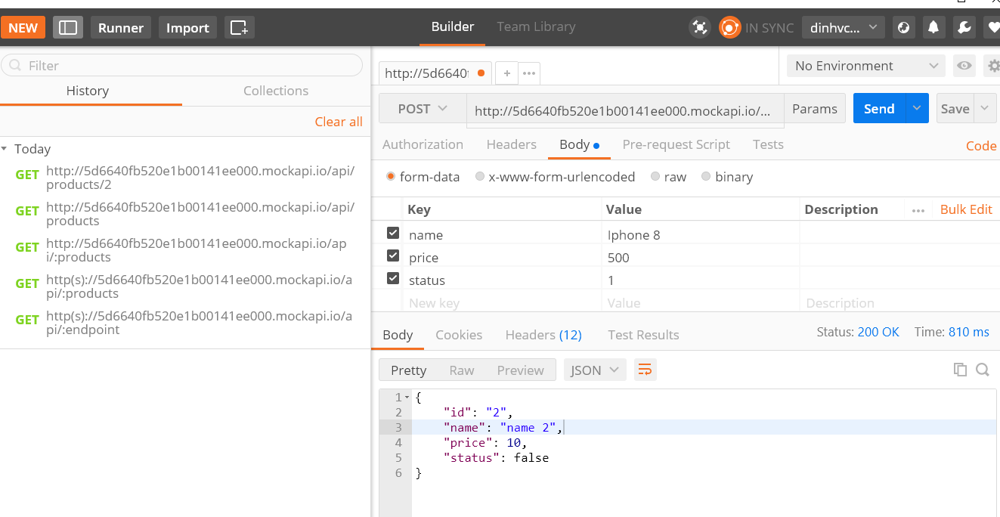 NEW Runner Import Builder Team Library IN SYNC dinhvc...
Filter
History Collections
Clear all
Today
GET http://5d6640fb520e1b00141ee000.mockapi.io/api/
products/2
GET http://5d6640fb520e1b00141ee000.mockapi.io/api/
products
GET http://5d6640fb520e1b00141ee000.mockapi.io/ap
i/:products
GET http(s)://5d6640fb520e1b00141ee000.mockapi.io/a
pi/:products
GET http(s)://5d6640fb520e1b00141ee000.mockapi.io/a
pi/:endpoint
http://5d6640f + ••• No Environment
POST http://5d6640fb520e1b00141ee000.mockapi.io/... Params Send Save
Authorization Headers Body Pre-request Script Tests Code
form-data x-www-form-urlencoded raw binary
Key Value Description ••• Bulk Edit
name Iphone 8
price 500
status 1
New key Value Description
Body Cookies Headers (12) Test Results Status: 200 OK Time: 810 ms
Pretty Raw Preview JSON
1 {
2 "id": "2",
3 "name": "name 2",
4 "price": 10,
5 "status": false
6 }